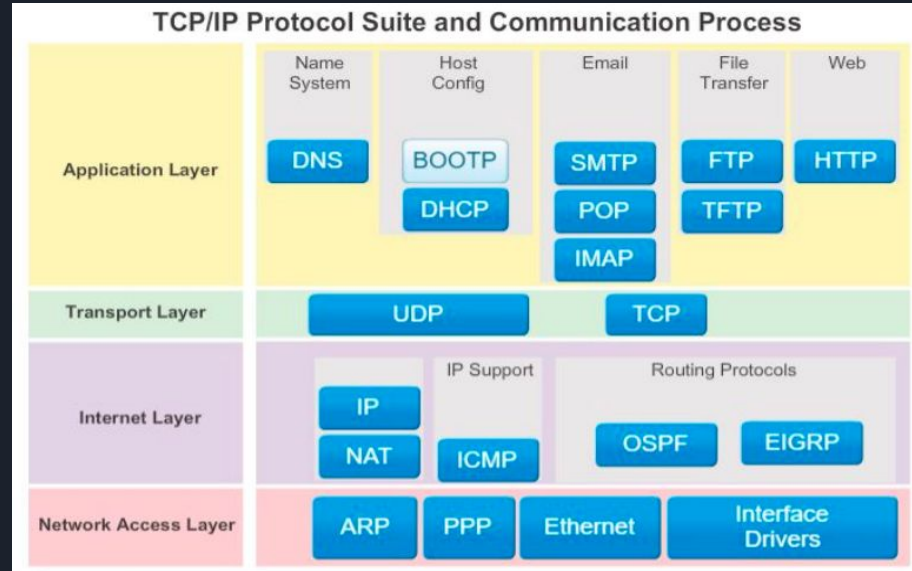 TCP/IP Protocol Suite and Communication Process
Application Layer
Name
System
DNS
Host
Config
BOOTP
DHCP
Email
SMTP
POP
IMAP
File
Transfer
FTP
TFTP
Web
HTTP
Transport Layer
UDP
TCP
Internet Layer
IP
NAT
IP Support
ICMP
Routing Protocols
OSPF
EIGRP
Network Access Layer
ARP
PPP
Ethernet
Interface
Drivers